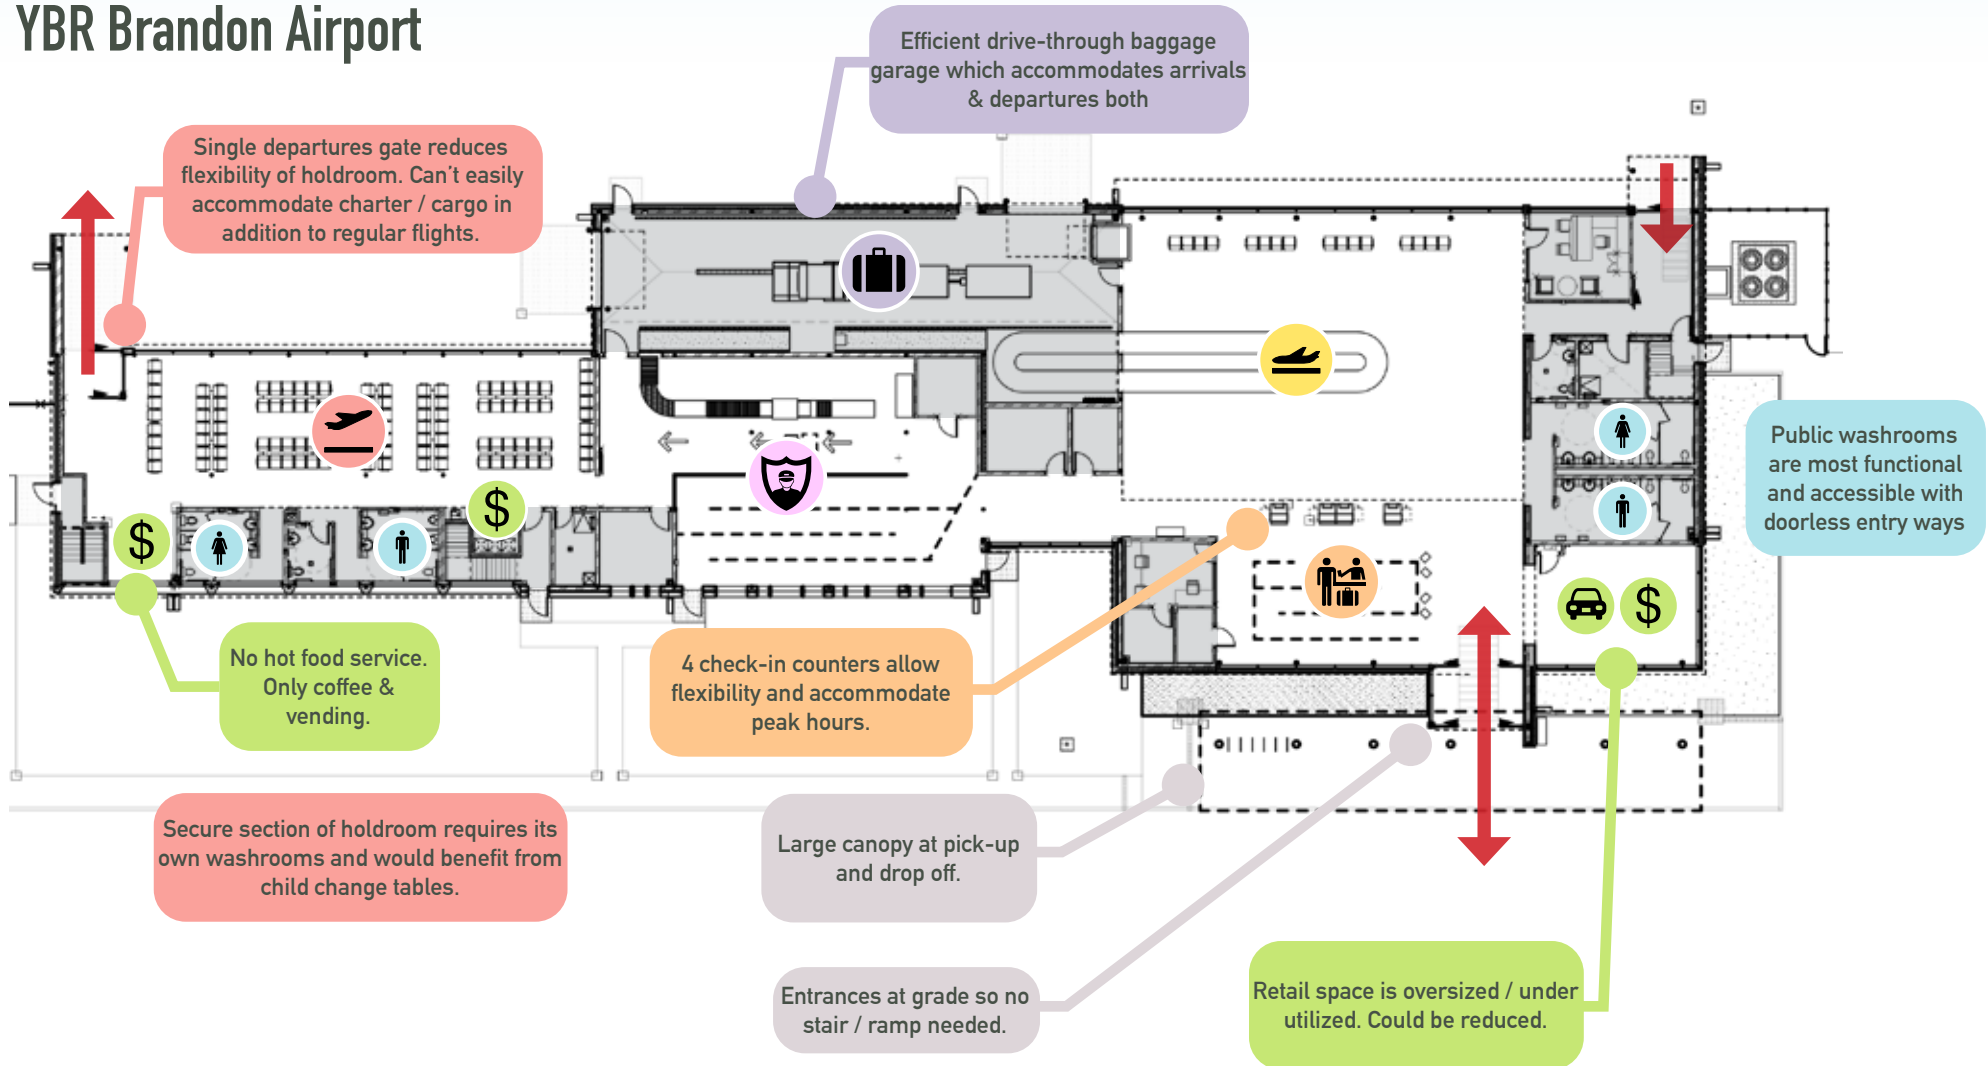 YBR Brandon Airport
Efficient drive-through baggage
garage which accommodates arrivals
& departures both
Single departures gate reduces
flexibility of holdroom. Can't easily
accommodate charter / cargo in
addition to regular flights.
Public washrooms
are most functional
and accessible with
doorless entry ways
$
$
$
No hot food service.
Only coffee &
vending.
4 check-in counters allow
flexibility and accommodate
peak hours.
Secure section of holdroom requires its
own washrooms and would benefit from
child change tables.
Large canopy at pick-up
and drop off.
Entrances at grade so no
stair / ramp needed.
Retail space is oversized / under
utilized. Could be reduced.